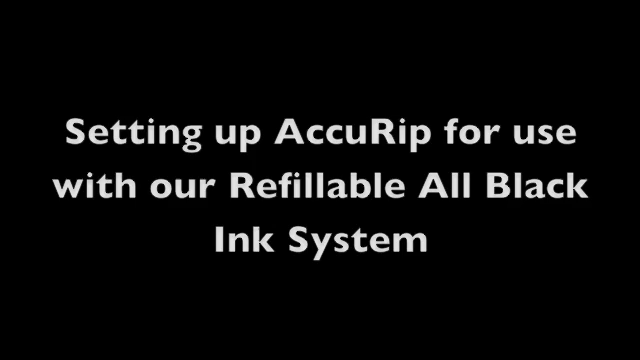 Setting up AccuRip for use
with our Refillable All Black
Ink System